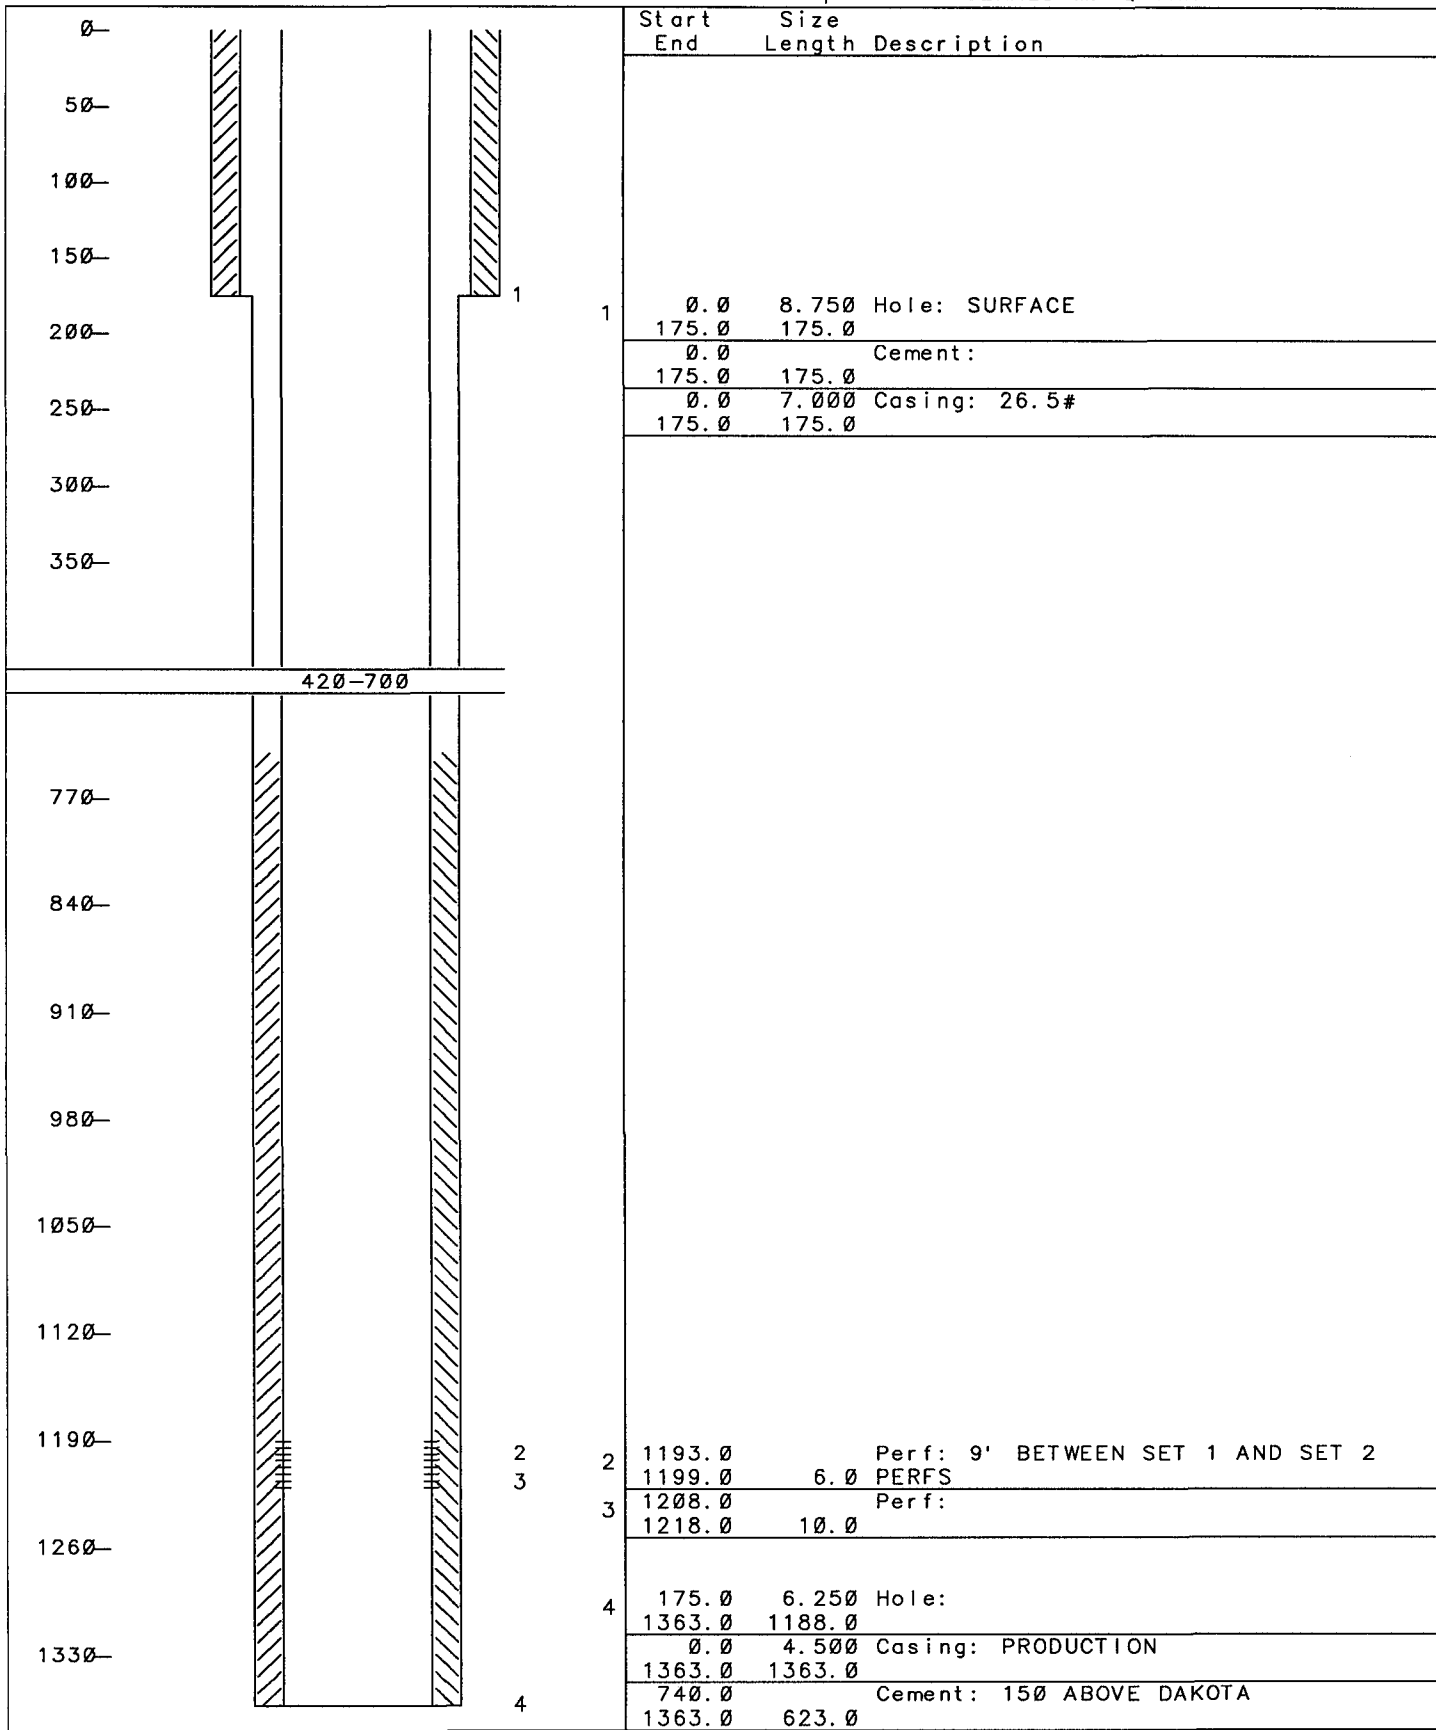 Start Size
End Length Description
0
50
100
150
1
1 0.0 8.750 Hole: SURFACE
175.0 175.0
200
0.0 Cement:
175.0 175.0
250
0.0 7.000 Casing: 26.5#
175.0 175.0
300
350
420-700
770
840
910
980
1050
1120
1190
2 2 1193.0 Perf: 9' BETWEEN SET 1 AND SET 2
1199.0 6.0 PERFS
3 3 1208.0 Perf:
1218.0 10.0
1260
4 175.0 6.250 Hole:
1363.0 1188.0
1330
0.0 4.500 Casing: PRODUCTION
1363.0 1363.0
4 740.0 Cement: 150 ABOVE DAKOTA
1363.0 623.0